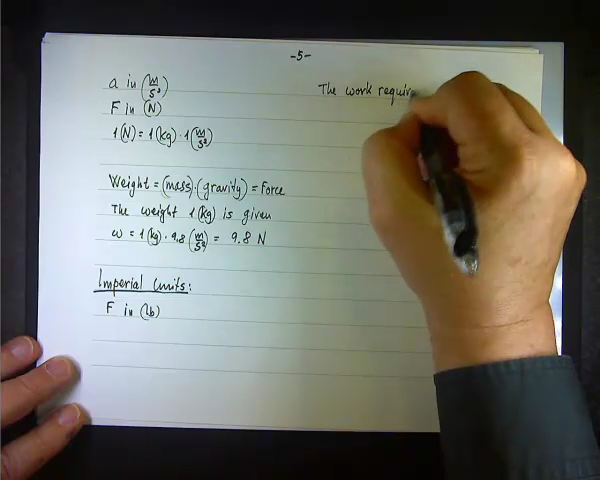 -5-
a in (m/s²)
F in (N)
1(N) = 1(kg) · 1(m/s²)
Weight = (mass) · (gravity) = Force
The weight 1(kg) is given
w = 1(kg) · 9.8 (m/s²) = 9.8 N
Imperial Units:
F in (lb)
The work requir